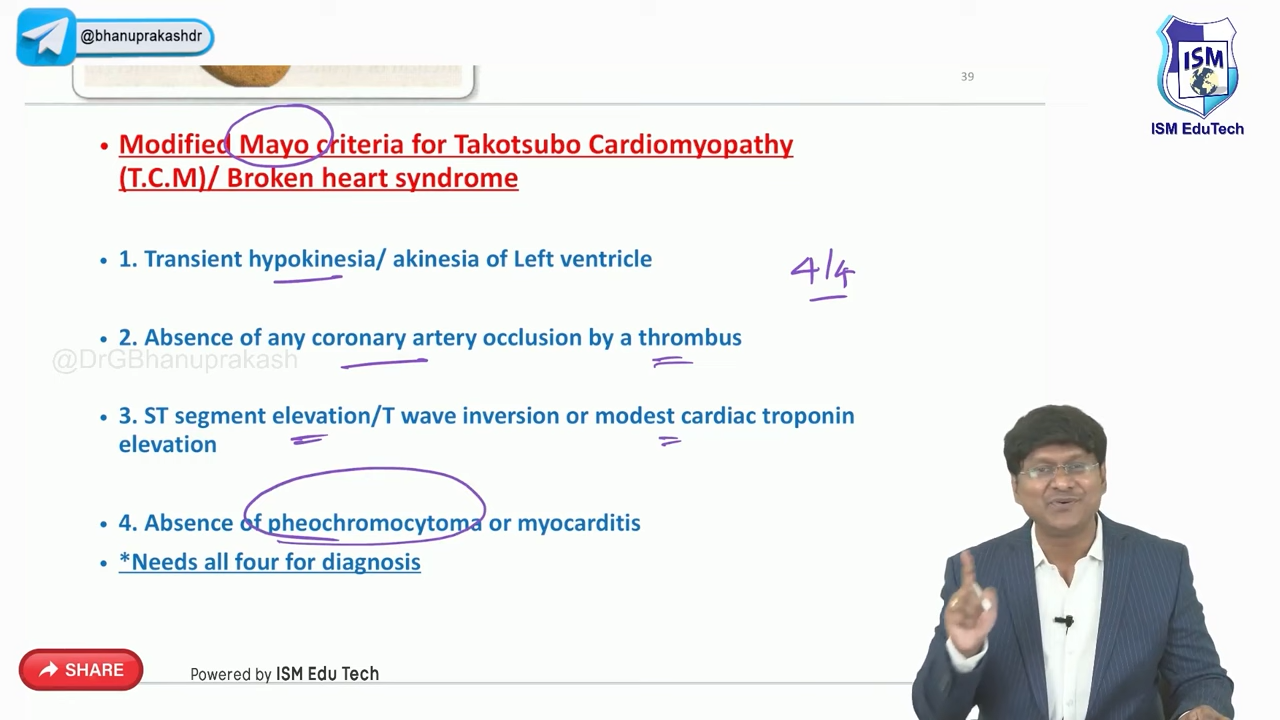 @bhanuprakashdr
ISM
ISM EduTech
39
• Modified Mayo criteria for Takotsubo Cardiomyopathy
(T.C.M)/ Broken heart syndrome
• 1. Transient hypokinesia/ akinesia of Left ventricle
4/4
• 2. Absence of any coronary artery occlusion by a thrombus
@DrGBhanuprakash
• 3. ST segment elevation/T wave inversion or modest cardiac troponin
elevation
• 4. Absence of pheochromocytoma or myocarditis
• *Needs all four for diagnosis
SHARE
Powered by ISM Edu Tech